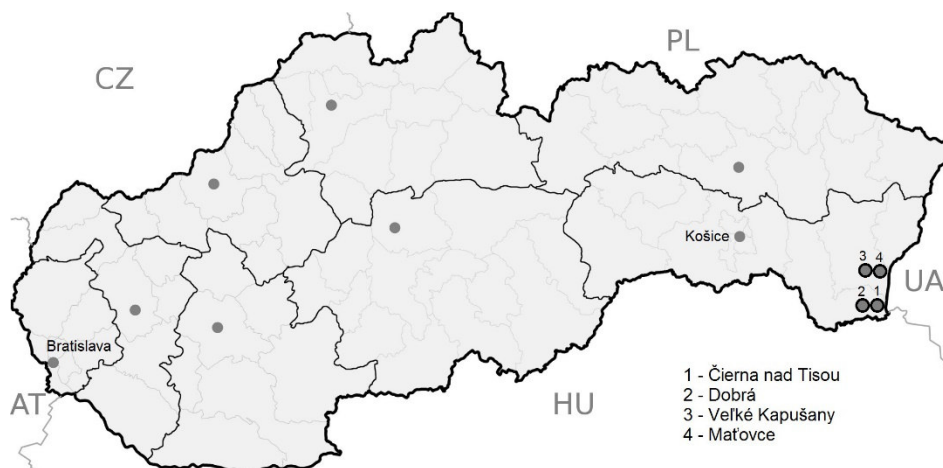 PL
CZ
Košice
3 4
UA
2 1
Bratislava
1 - Čierna nad Tisou
AT
HU
2 - Dobrá
3 - Veľké Kapušany
4 - Maťovce